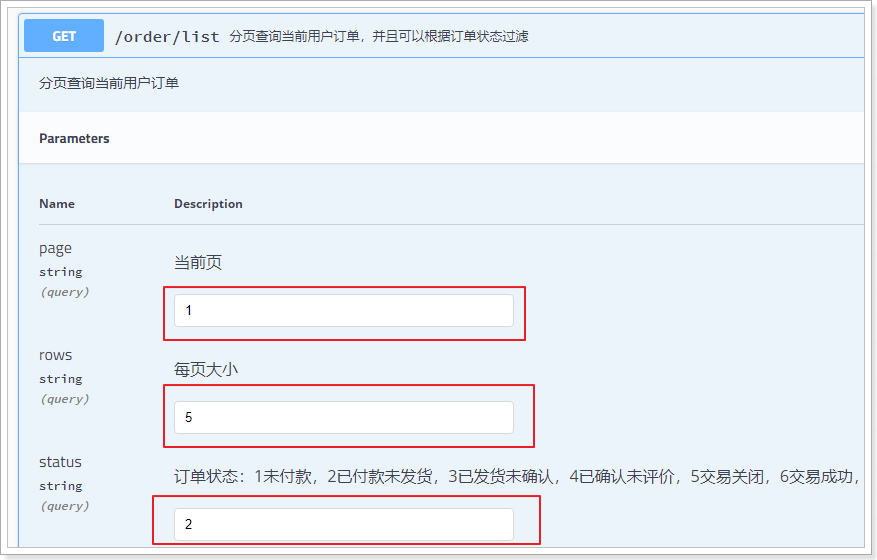 GET /order/list 分页查询当前用户订单，并且可以根据订单状态过滤
分页查询当前用户订单
Parameters
Name Description
page
string
(query)
当前页
1
rows
string
(query)
每页大小
5
status
string
(query)
订单状态：1未付款，2已付款未发货，3已发货未确认，4已确认未评价，5交易关闭，6交易成功，
2